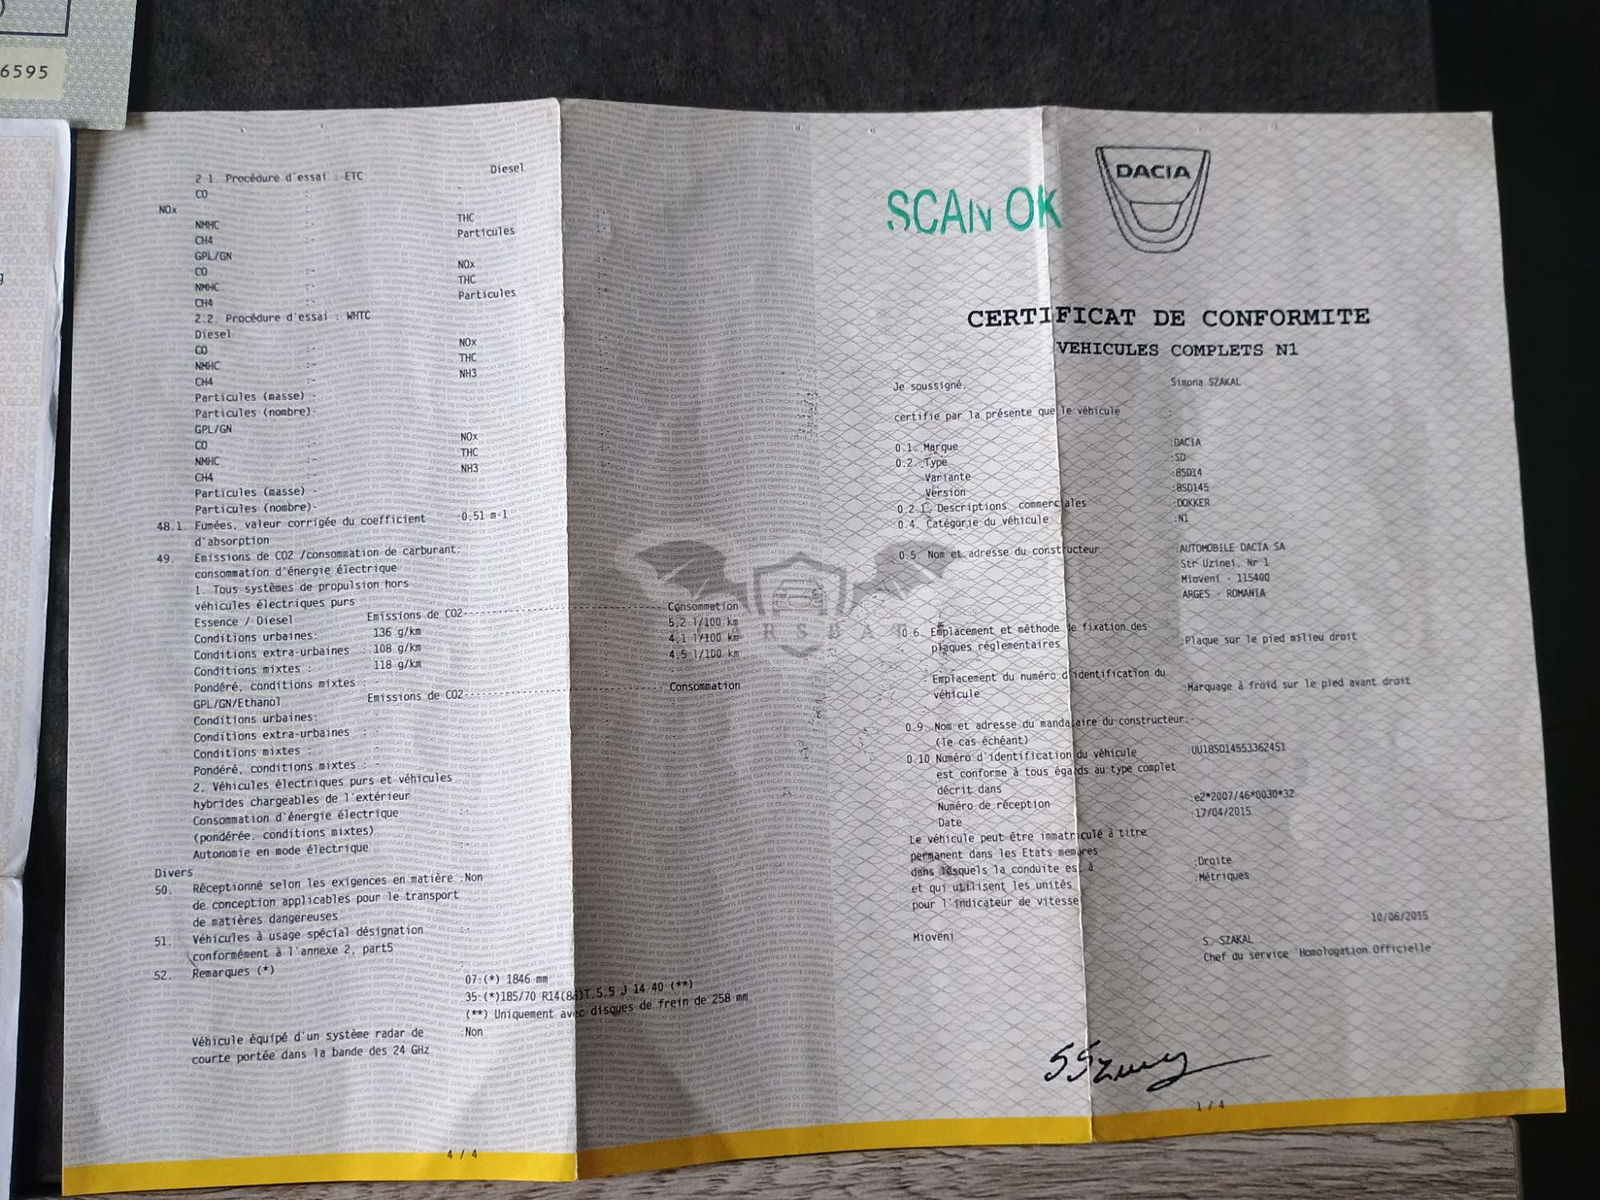 6595
2.1. Procédure d'essai : ETC Diesel
CO :-
NOx
NMHC :- THC
CH4 :- Particules
GPL/GN
CO :- NOx
NMHC :- THC
CH4 :- Particules
2.2. Procédure d'essai : WHTC
Diesel
CO :- NOx
NMHC :- THC
CH4 :- NH3
Particules (masse) -
Particules (nombre)-
GPL/GN
CO :- NOx
NMHC :- THC
CH4 :- NH3
Particules (masse) -
Particules (nombre)-
48.1. Fumées, valeur corrigée du coefficient 0,51 m-1
d'absorption
49. Emissions de CO2 /consommation de carburant:
consommation d'énergie électrique
1. Tous systèmes de propulsion hors
véhicules électriques purs
Essence / Diesel Emissions de CO2 Consommation
Conditions urbaines: 136 g/km 5.2 l/100 km
Conditions extra-urbaines : 108 g/km 4.1 l/100 km
Conditions mixtes : 118 g/km 4.5 l/100 km
Pondéré, conditions mixtes :
GPL/GN/Ethanol Emissions de CO2 Consommation
Conditions urbaines:
Conditions extra-urbaines :
Conditions mixtes :
Pondéré, conditions mixtes : -
2. Véhicules électriques purs et véhicules
hybrides chargeables de l'extérieur
Consommation d'énergie électrique :-
(pondérée, conditions mixtes)
Autonomie en mode électrique :-
Divers
50. Réceptionné selon les exigences en matière :Non
de conception applicables pour le transport
de matières dangereuses
51. Véhicules à usage spécial désignation :-
conformément à l'annexe 2, part5
52. Remarques (*)
07:(*) 1846 mm
35:(*)185/70 R14(88)T.5.5 J 14 40 (**)
(**) Uniquement avec disques de frein de 258 mm
Véhicule équipé d'un système radar de :Non
courte portée dans la bande des 24 GHz
4 / 4
SCAN OK
DACIA
CERTIFICAT DE CONFORMITE
VEHICULES COMPLETS N1
Je soussigné, Simona SZAKAL
certifie par la présente que le véhicule :
0.1. Marque :DACIA
0.2. Type :SD
Variante :8SD14
Version :8SD145
0.2.1. Descriptions commerciales :DOKKER
0.4. Catégorie du véhicule :N1
0.5. Nom et adresse du constructeur :AUTOMOBILE DACIA SA
Str Uzinei, Nr 1
Mioveni - 115400
ARGES - ROMANIA
0.6. Emplacement et méthode de fixation des :Plaque sur le pied milieu droit
plaques réglementaires
Emplacement du numéro d'identification du :Marquage à froid sur le pied avant droit
véhicule
0.9. Nom et adresse du mandataire du constructeur:-
(le cas échéant)
0.10 Numéro d'identification du véhicule UU18SD14553362451
est conforme à tous égards au type complet
décrit dans
Numéro de réception :e2*2007/46*0030*32
Date :17/04/2015
Le véhicule peut être immatriculé à titre
permanent dans les Etats membres
dans lesquels la conduite est à :Droite
et qui utilisent les unités :Métriques
pour l'indicateur de vitesse
Mioveni 10/06/2015
S. SZAKAL
Chef du service 'Homologation Officielle'
1 / 4